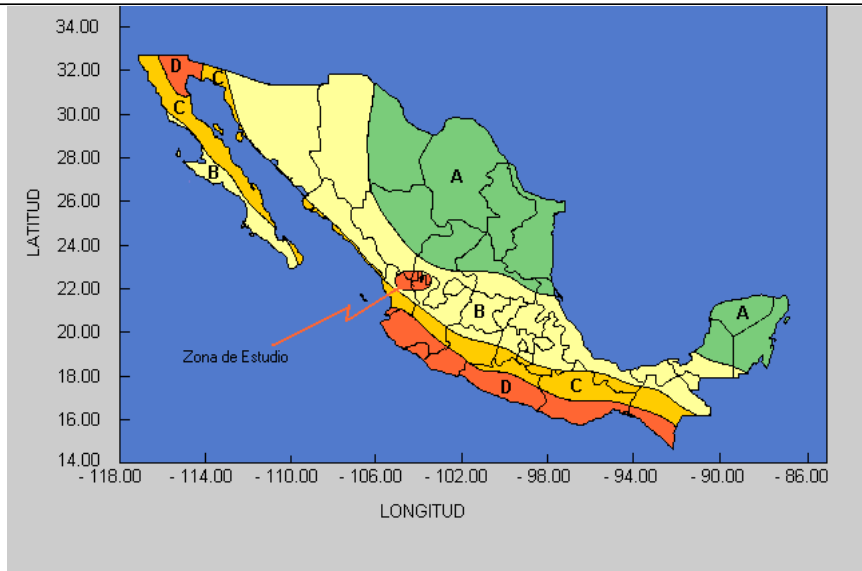 34.00
32.00
30.00
28.00
26.00
24.00
22.00
20.00
18.00
16.00
14.00
LATITUD
D
C
C
B
A
B
A
Zona de Estudio
D
C
- 118.00 - 114.00 - 110.00 - 106.00 - 102.00 - 98.00 - 94.00 - 90.00 - 86.00
LONGITUD